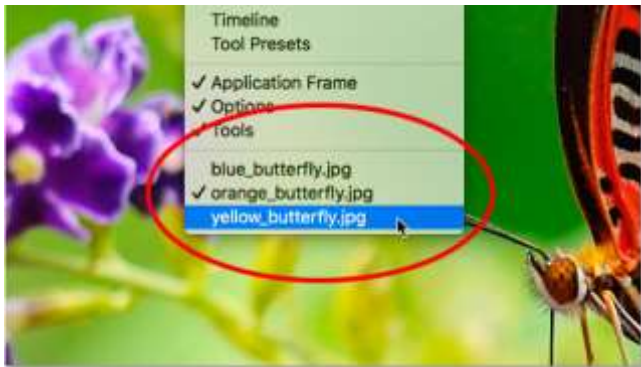 Timeline
Tool Presets
✓ Application Frame
✓ Options
✓ Tools
blue_butterfly.jpg
✓ orange_butterfly.jpg
yellow_butterfly.jpg